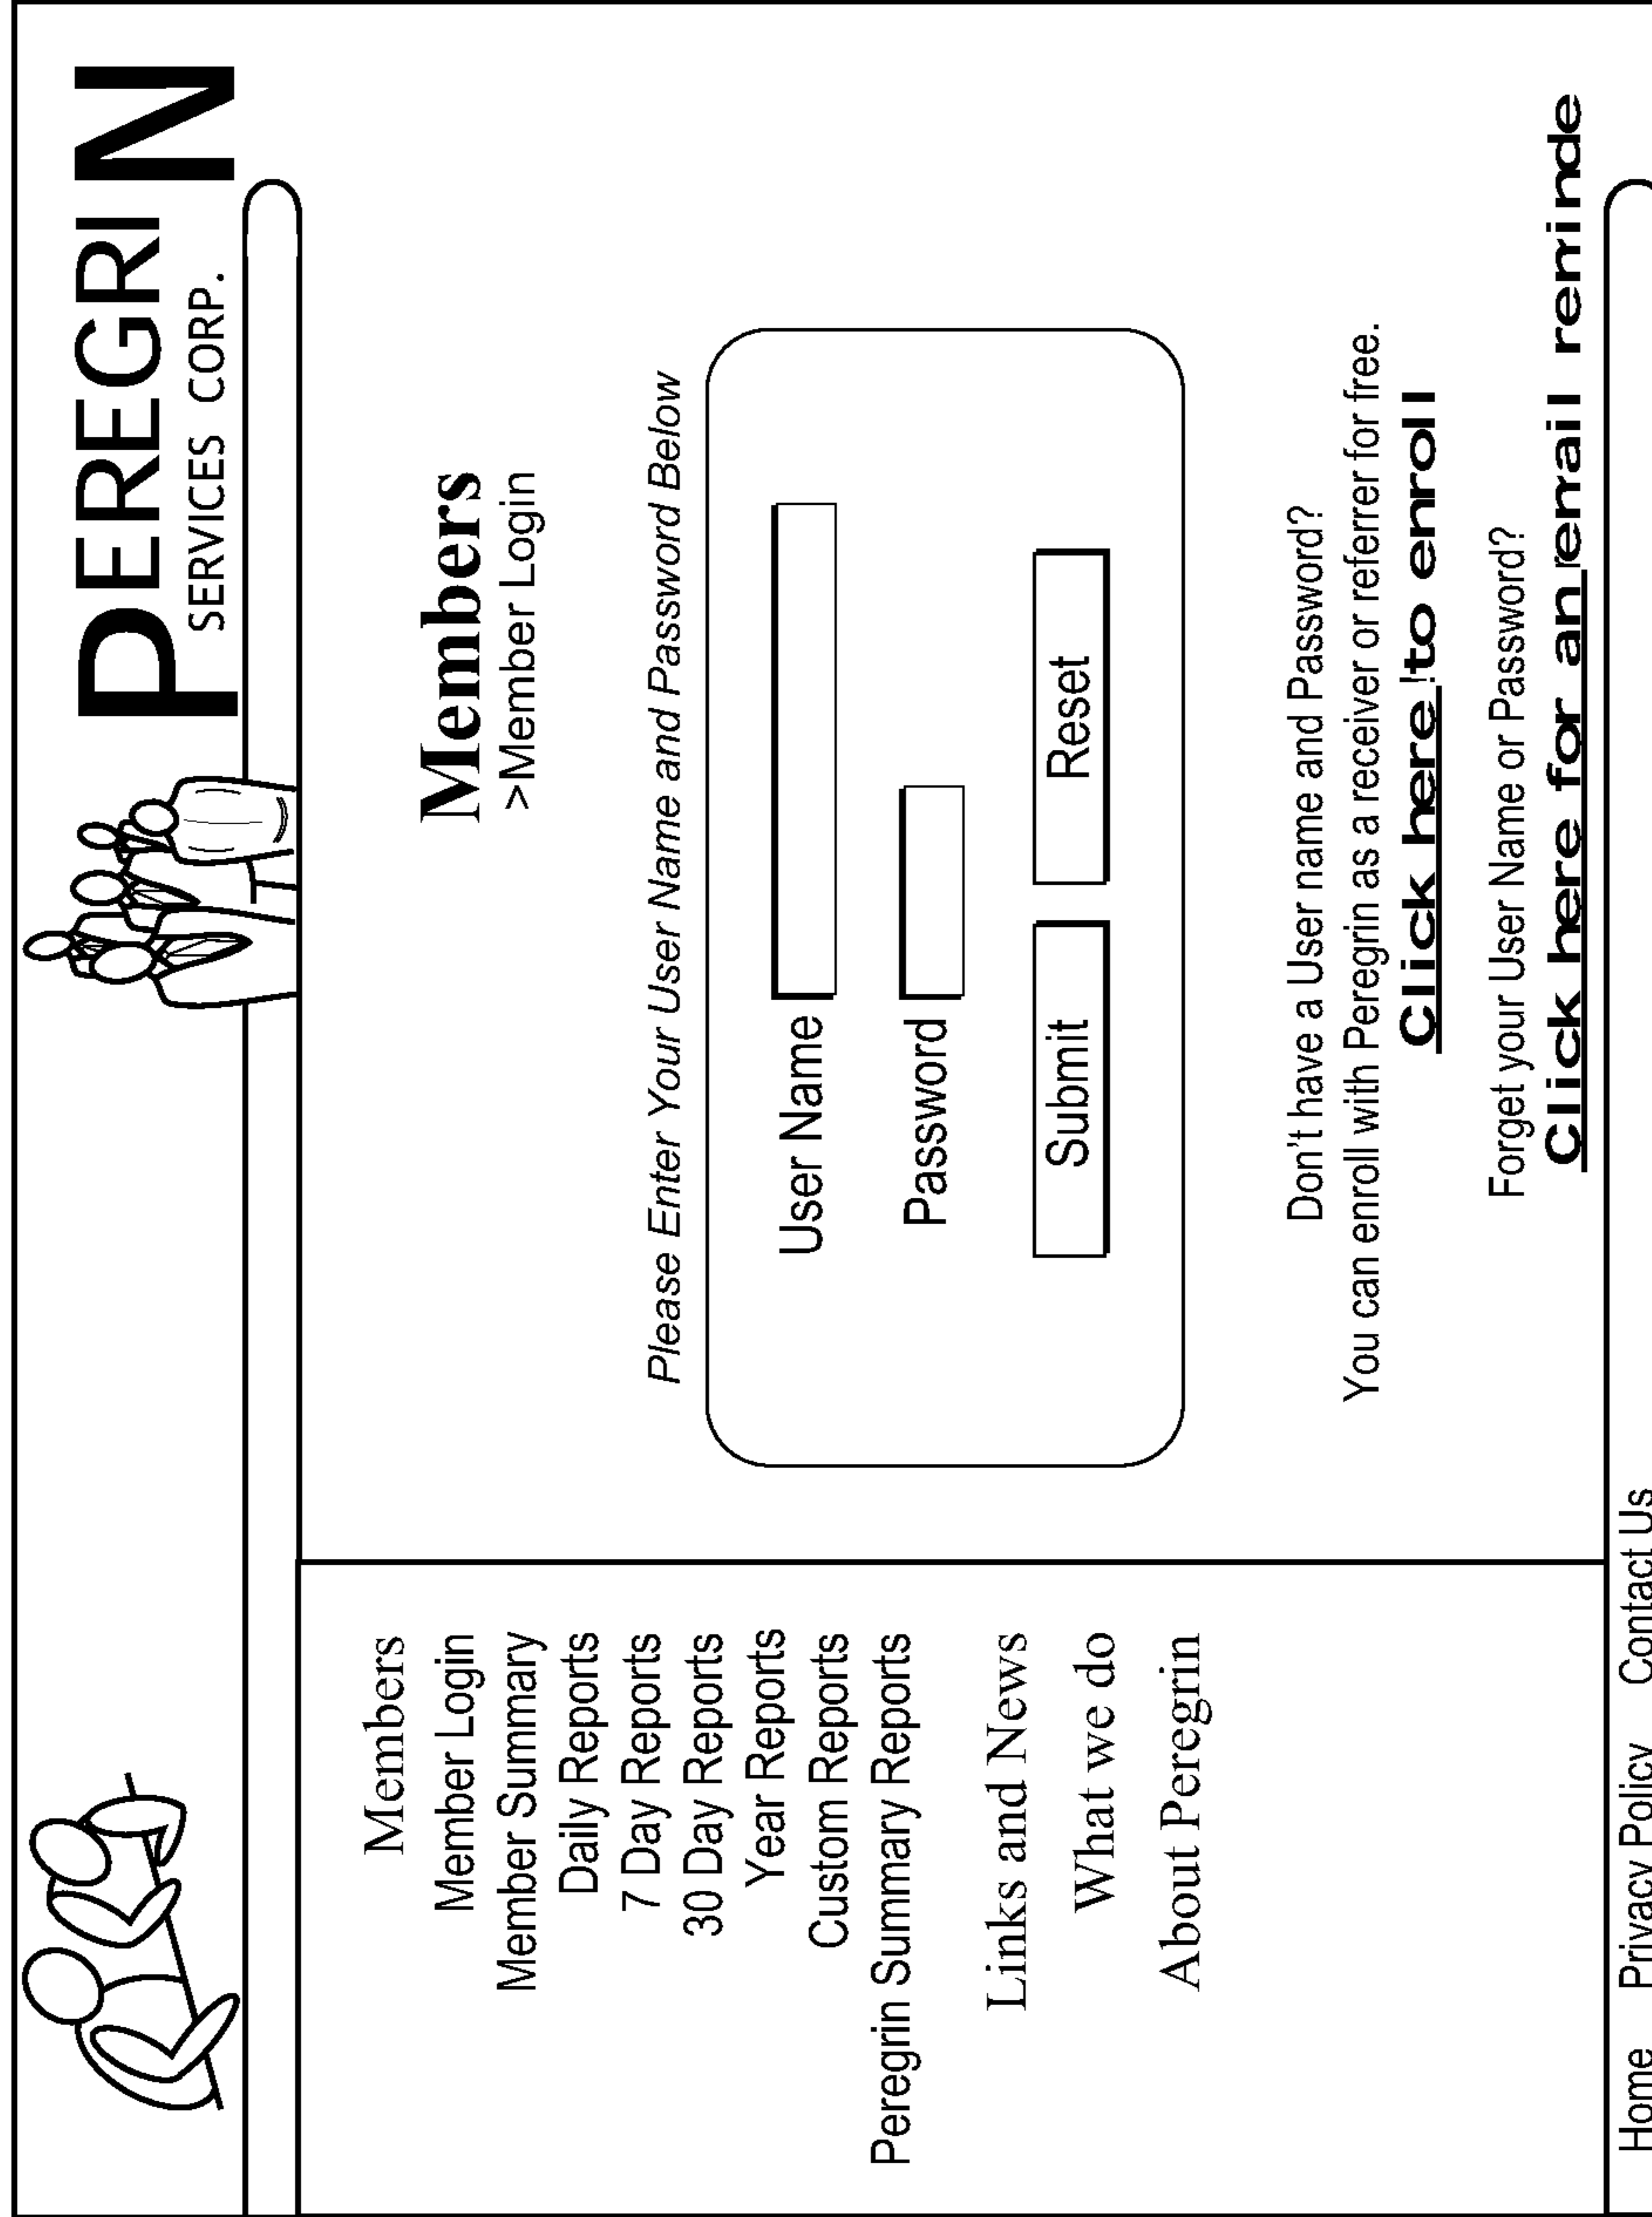 PEREGRIN
SERVICES CORP.
Members
Member Login
Member Summary
Daily Reports
7 Day Reports
30 Day Reports
Year Reports
Custom Reports
Peregrin Summary Reports
Links and News
What we do
About Peregrin
Members
>Member Login
Please Enter Your User Name and Password Below
User Name
Password
Submit
Reset
Don't have a User name and Password?
You can enroll with Peregrin as a receiver or referrer for free.
Click here to enroll
Forget your User Name or Password?
Click here for an email reminde
Home Privacy Policy Contact Us